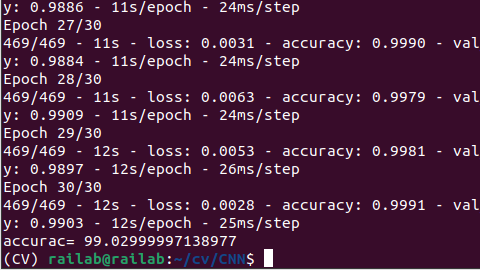 y: 0.9886 - 11s/epoch - 24ms/step
Epoch 27/30
469/469 - 11s - loss: 0.0031 - accuracy: 0.9990 - val
y: 0.9884 - 11s/epoch - 24ms/step
Epoch 28/30
469/469 - 11s - loss: 0.0063 - accuracy: 0.9979 - val
y: 0.9909 - 11s/epoch - 24ms/step
Epoch 29/30
469/469 - 12s - loss: 0.0053 - accuracy: 0.9981 - val
y: 0.9897 - 12s/epoch - 26ms/step
Epoch 30/30
469/469 - 12s - loss: 0.0028 - accuracy: 0.9991 - val
y: 0.9903 - 12s/epoch - 25ms/step
accurac= 99.02999997138977
(CV) railab@railab:~/cv/CNN$